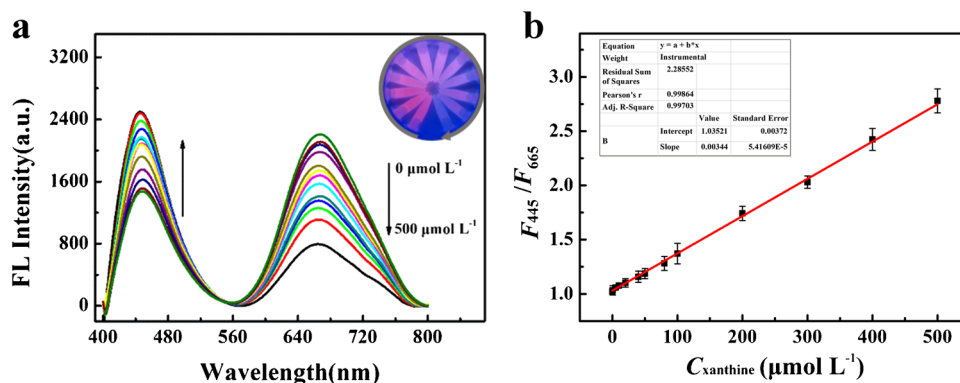 a
FL Intensity(a.u.)
3200
2400
1600
800
0
0 μmol L-1
500 μmol L-1
400 480 560 640 720 800
Wavelength(nm)
b
F445 /F665
3.0
2.5
2.0
1.5
1.0
Equation y = a + b*x
Weight Instrumental
Residual Sum of Squares 2.28552
Pearson's r 0.99864
Adj. R-Square 0.99703
Value Standard Error
B Intercept 1.03521 0.00372
Slope 0.00344 5.41609E-5
0 100 200 300 400 500
Cxanthine (μmol L-1)